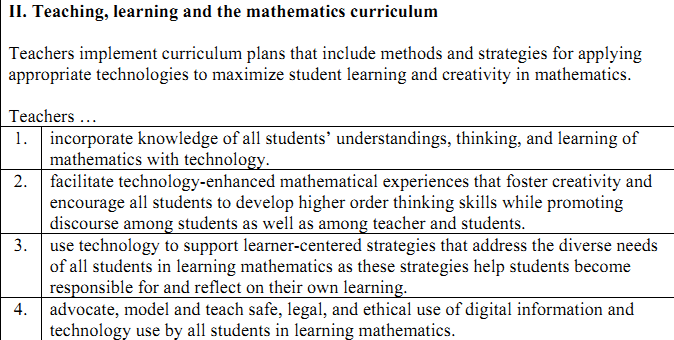 II. Teaching, learning and the mathematics curriculum
Teachers implement curriculum plans that include methods and strategies for applying
appropriate technologies to maximize student learning and creativity in mathematics.
Teachers …
1. incorporate knowledge of all students’ understandings, thinking, and learning of
mathematics with technology.
2. facilitate technology-enhanced mathematical experiences that foster creativity and
encourage all students to develop higher order thinking skills while promoting
discourse among students as well as among teacher and students.
3. use technology to support learner-centered strategies that address the diverse needs
of all students in learning mathematics as these strategies help students become
responsible for and reflect on their own learning.
4. advocate, model and teach safe, legal, and ethical use of digital information and
technology use by all students in learning mathematics.